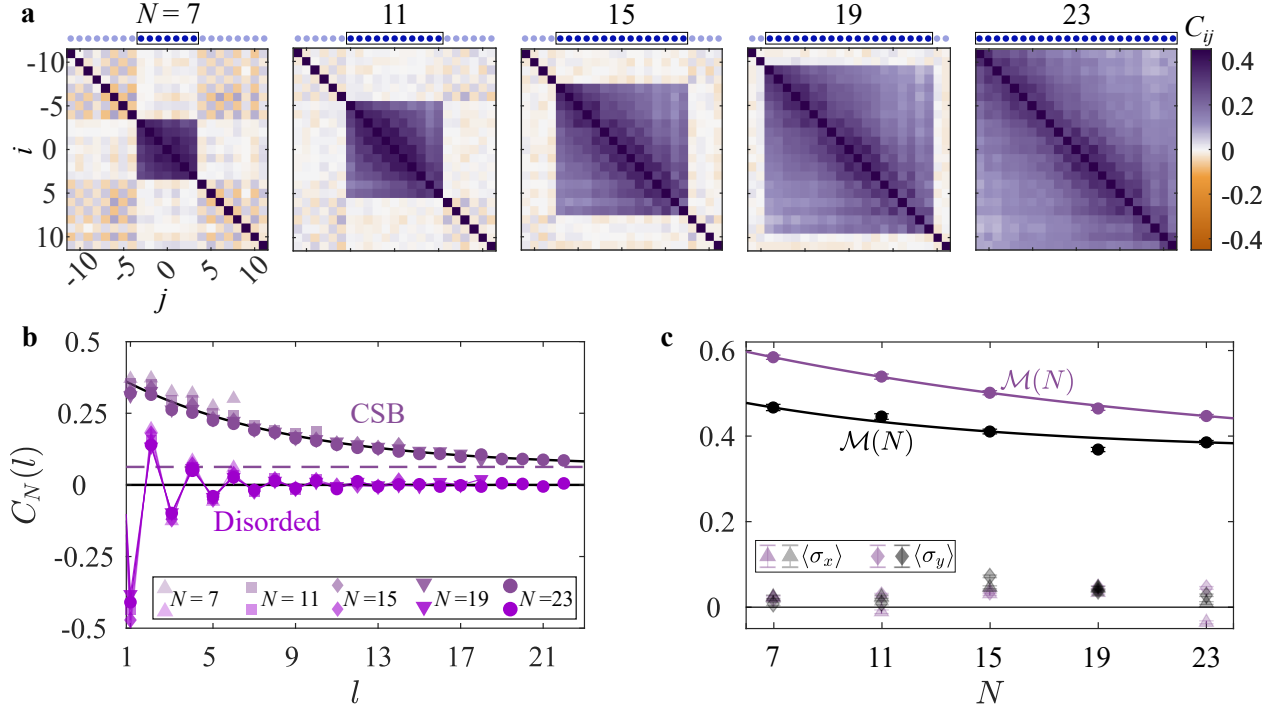 a
N = 7 11 15 19 23
C_{ij}
-10
-5
0
5
10
i
-10 -5 0 5 10
j
0.4
0.2
0
-0.2
-0.4
b
0.5
0.25
0
-0.25
-0.5
C_N(l)
CSB
Disorded
N = 7 N = 11 N =15 N =19 N =23
1 5 9 13 17 21
l
c
0.6
0.4
0.2
0
M(N)
M(N)
⟨σ_x⟩ ⟨σ_y⟩
7 11 15 19 23
N